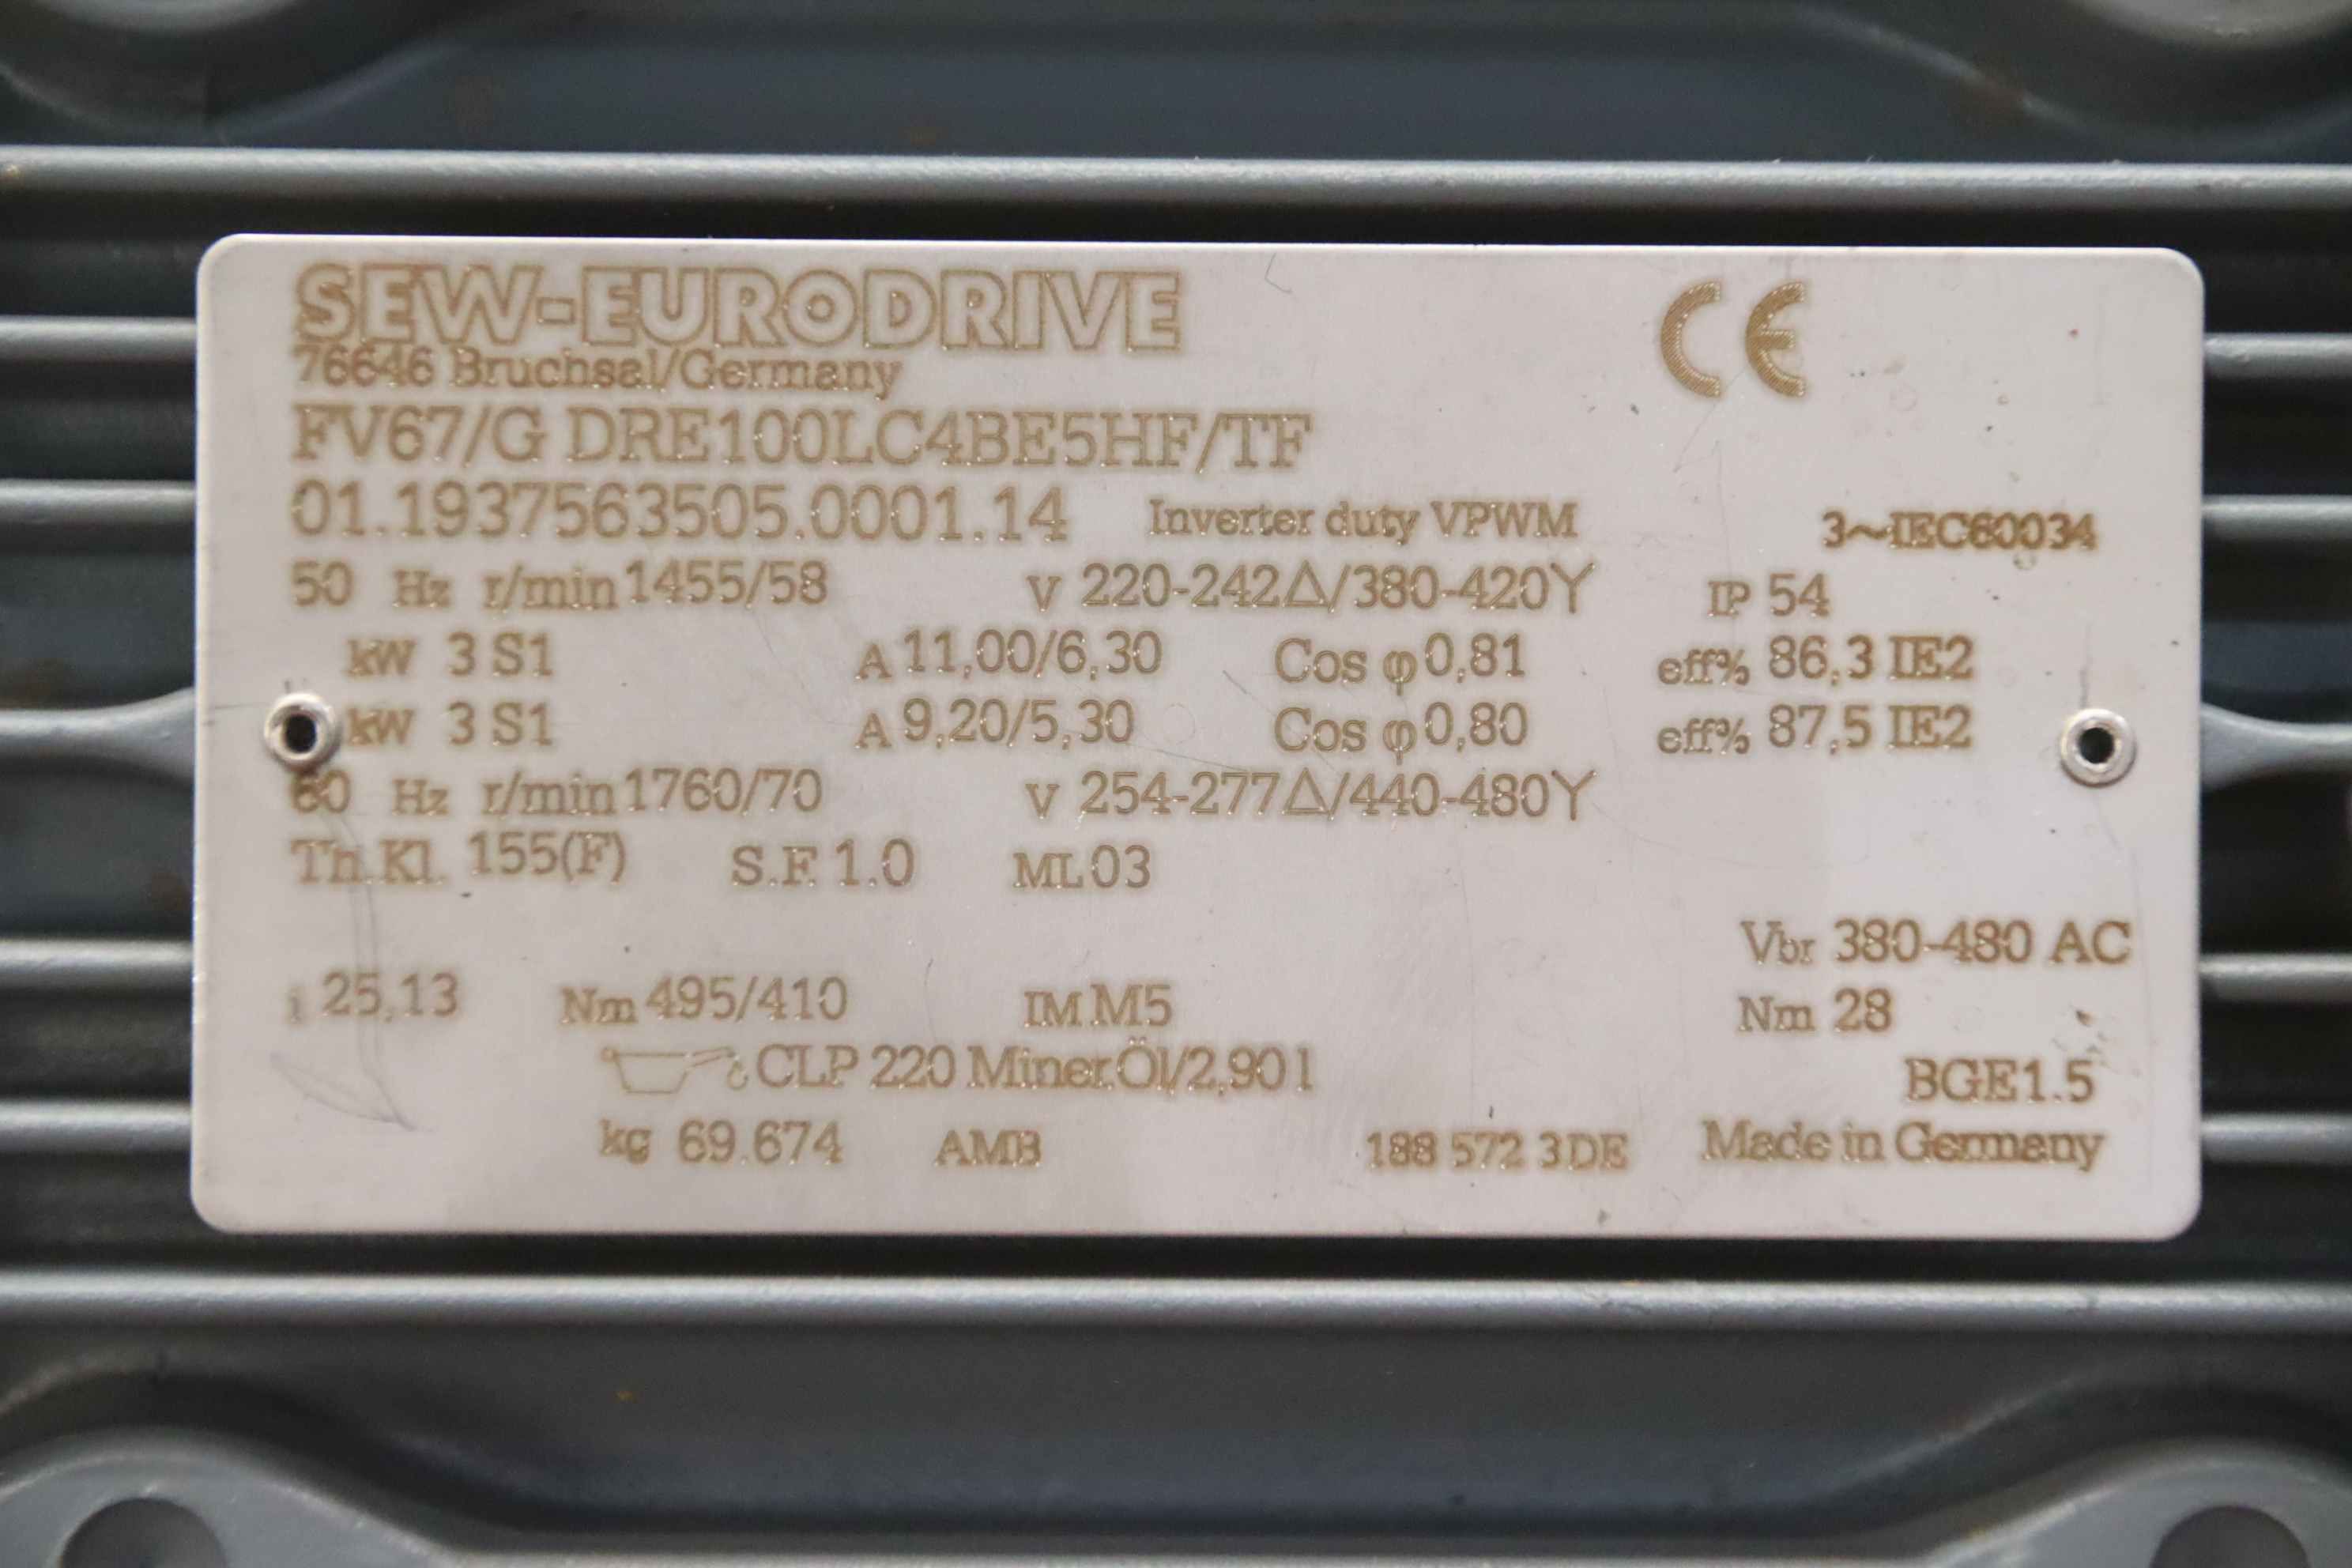 SEW-EURODRIVE CE
76646 Bruchsal/Germany
FV67/G DRE100LC4BE5HF/TF
01.1937563505.0001.14 Inverter duty VPWM 3~IEC60034
50 Hz r/min 1455/58 V 220-242Δ/380-420Y IP 54
kW 3 S1 A 11,00/6,30 Cos φ 0,81 eff% 86,3 IE2
kW 3 S1 A 9,20/5,30 Cos φ 0,80 eff% 87,5 IE2
60 Hz r/min 1760/70 V 254-277Δ/440-480Y
Th.Kl. 155(F) S.F. 1.0 ML 03
Vbr 380-480 AC
i 25,13 Nm 495/410 IM M5 Nm 28
CLP 220 Miner.Öl/2,90 l BGE1.5
kg 69.674 AMB 188 572 3 DE Made in Germany